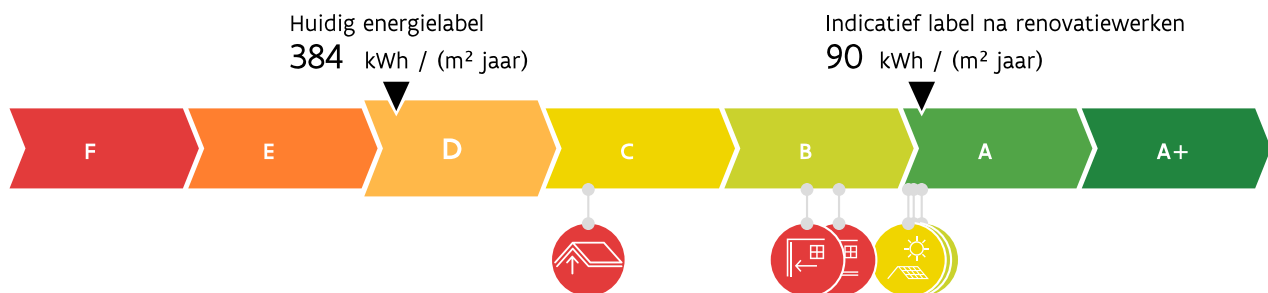 Huidig energielabel
384 kWh / (m² jaar)
Indicatief label na renovatiewerken
90 kWh / (m² jaar)
F E D C B A A+